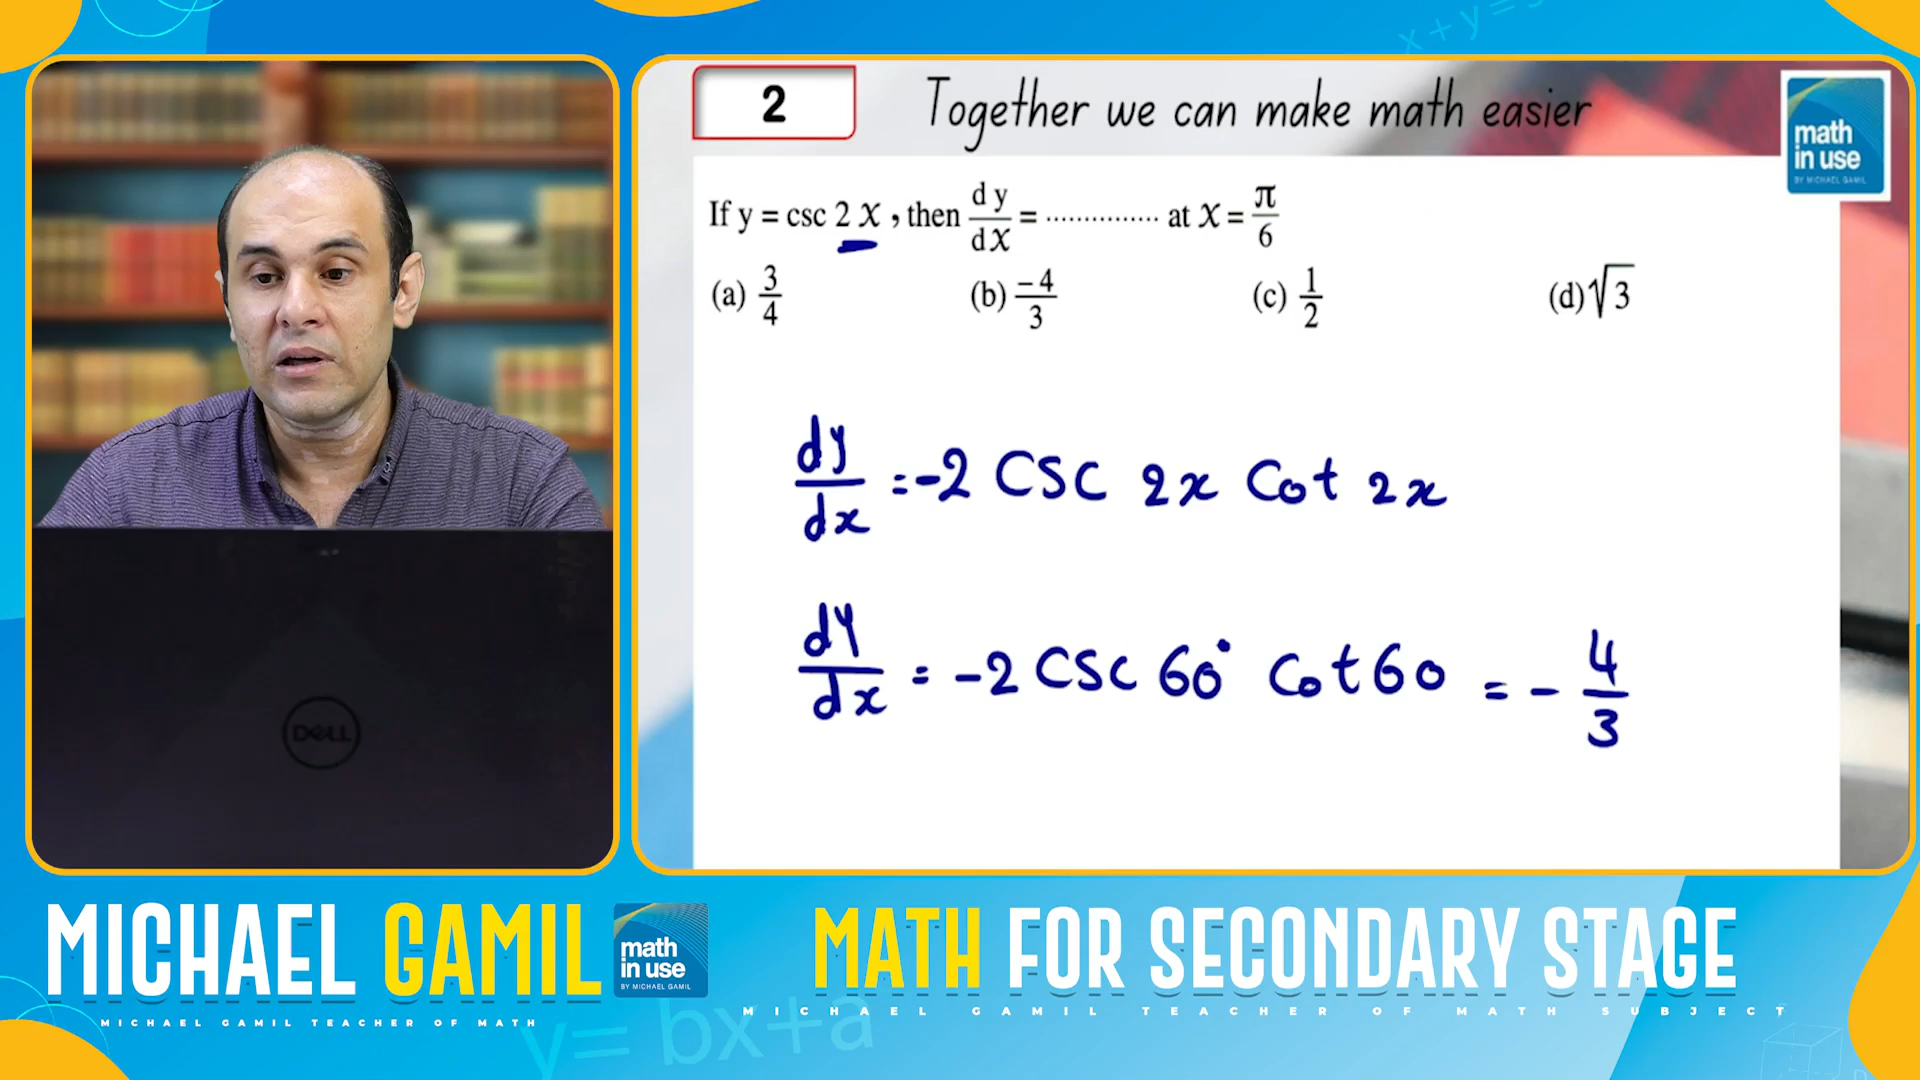 x + y =
2
Together we can make math easier
math
in use
BY MICHAEL GAMIL
If y = csc 2 X , then dy/dX = ............... at X = π/6
(a) 3/4 (b) -4/3 (c) 1/2 (d) √3
dy/dx = -2 CSC 2x Cot 2x
dy/dx = -2 CSC 60° Cot 60 = - 4/3
DELL
MICHAEL GAMIL
math
in use
BY MICHAEL GAMIL
MICHAEL GAMIL TEACHER OF MATH
MATH FOR SECONDARY STAGE
MICHAEL GAMIL TEACHER OF MATH SUBJECT
y= bx+a